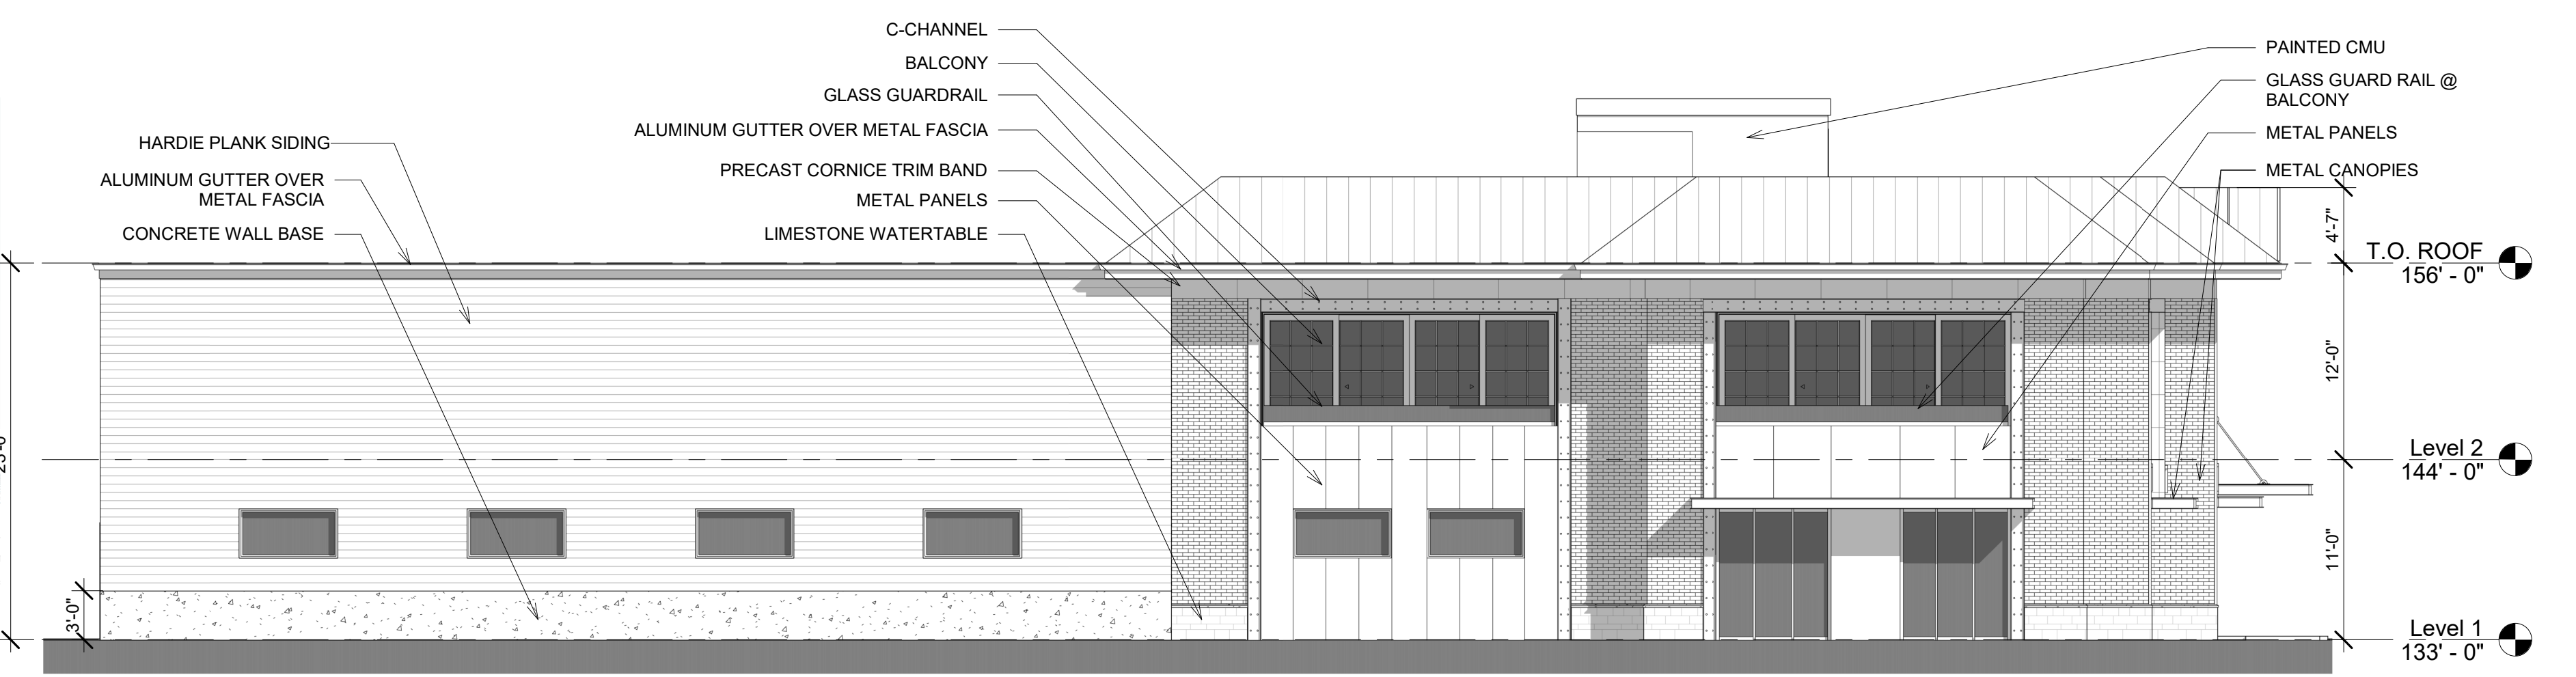 C-CHANNEL
BALCONY
GLASS GUARDRAIL
ALUMINUM GUTTER OVER METAL FASCIA
PRECAST CORNICE TRIM BAND
METAL PANELS
LIMESTONE WATERTABLE
HARDIE PLANK SIDING
ALUMINUM GUTTER OVER
METAL FASCIA
CONCRETE WALL BASE
PAINTED CMU
GLASS GUARD RAIL @
BALCONY
METAL PANELS
METAL CANOPIES
4'-7"
T.O. ROOF
156' - 0"
12'-0"
Level 2
144' - 0"
11'-0"
Level 1
133' - 0"
3'-0"